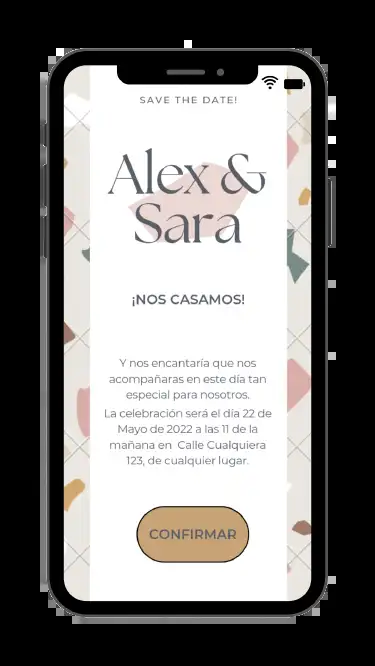 SAVE THE DATE!
Alex &
Sara
¡NOS CASAMOS!
Y nos encantaría que nos
acompañaras en este día tan
especial para nosotros.
La celebración será el día 22 de
Mayo de 2022 a las 11 de la
mañana en Calle Cualquiera
123, de cualquier lugar.
CONFIRMAR